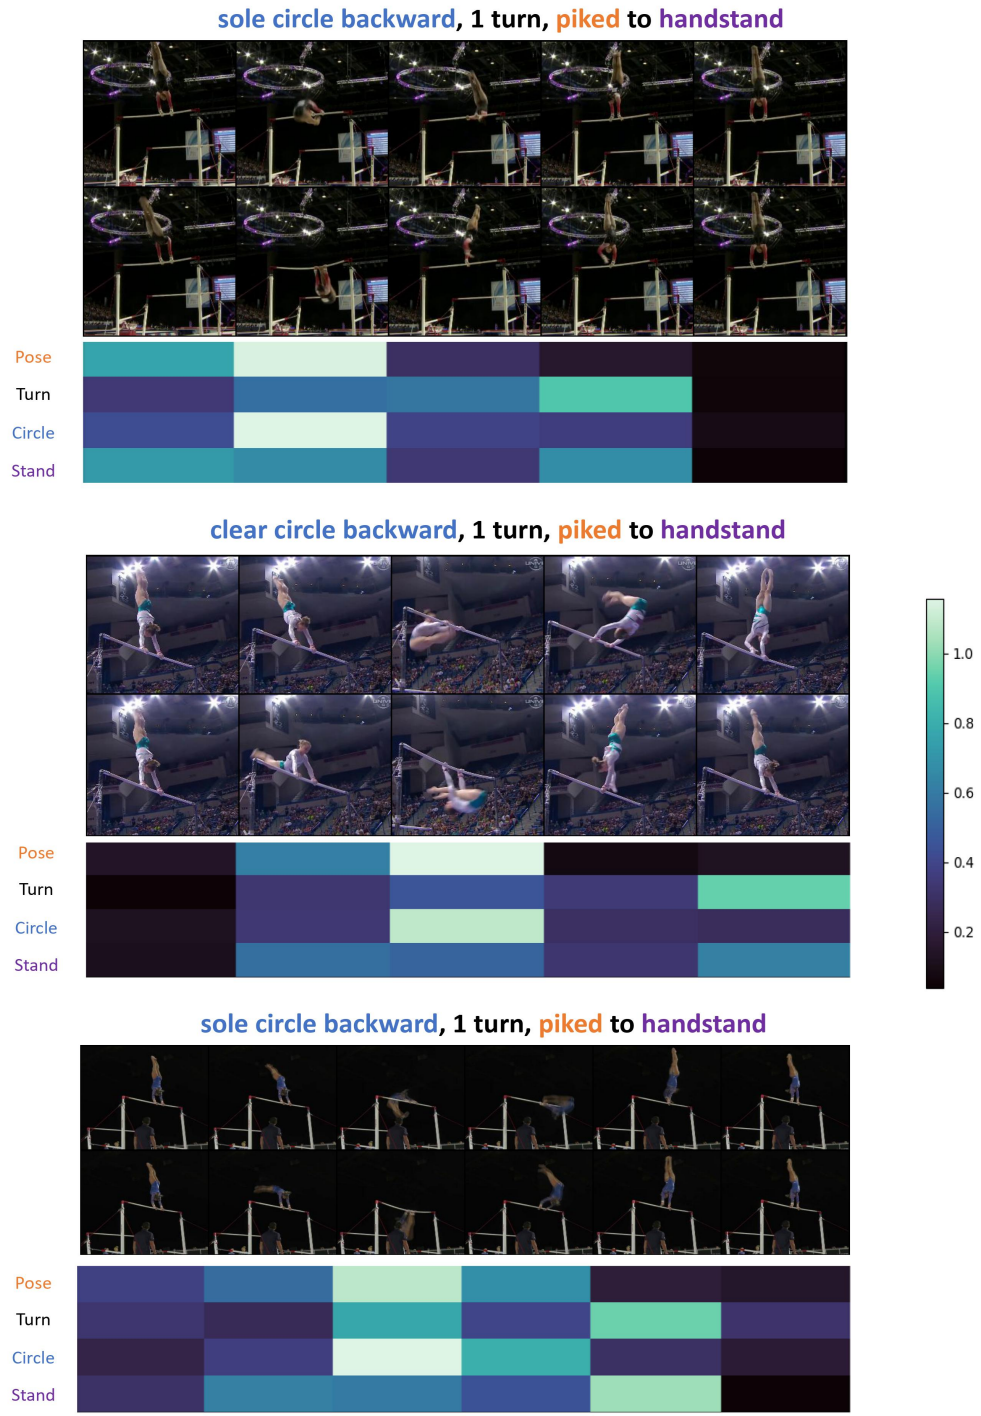 sole circle backward, 1 turn, piked to handstand
Pose
Turn
Circle
Stand
clear circle backward, 1 turn, piked to handstand
Pose
Turn
Circle
Stand
1.0
0.8
0.6
0.4
0.2
sole circle backward, 1 turn, piked to handstand
Pose
Turn
Circle
Stand